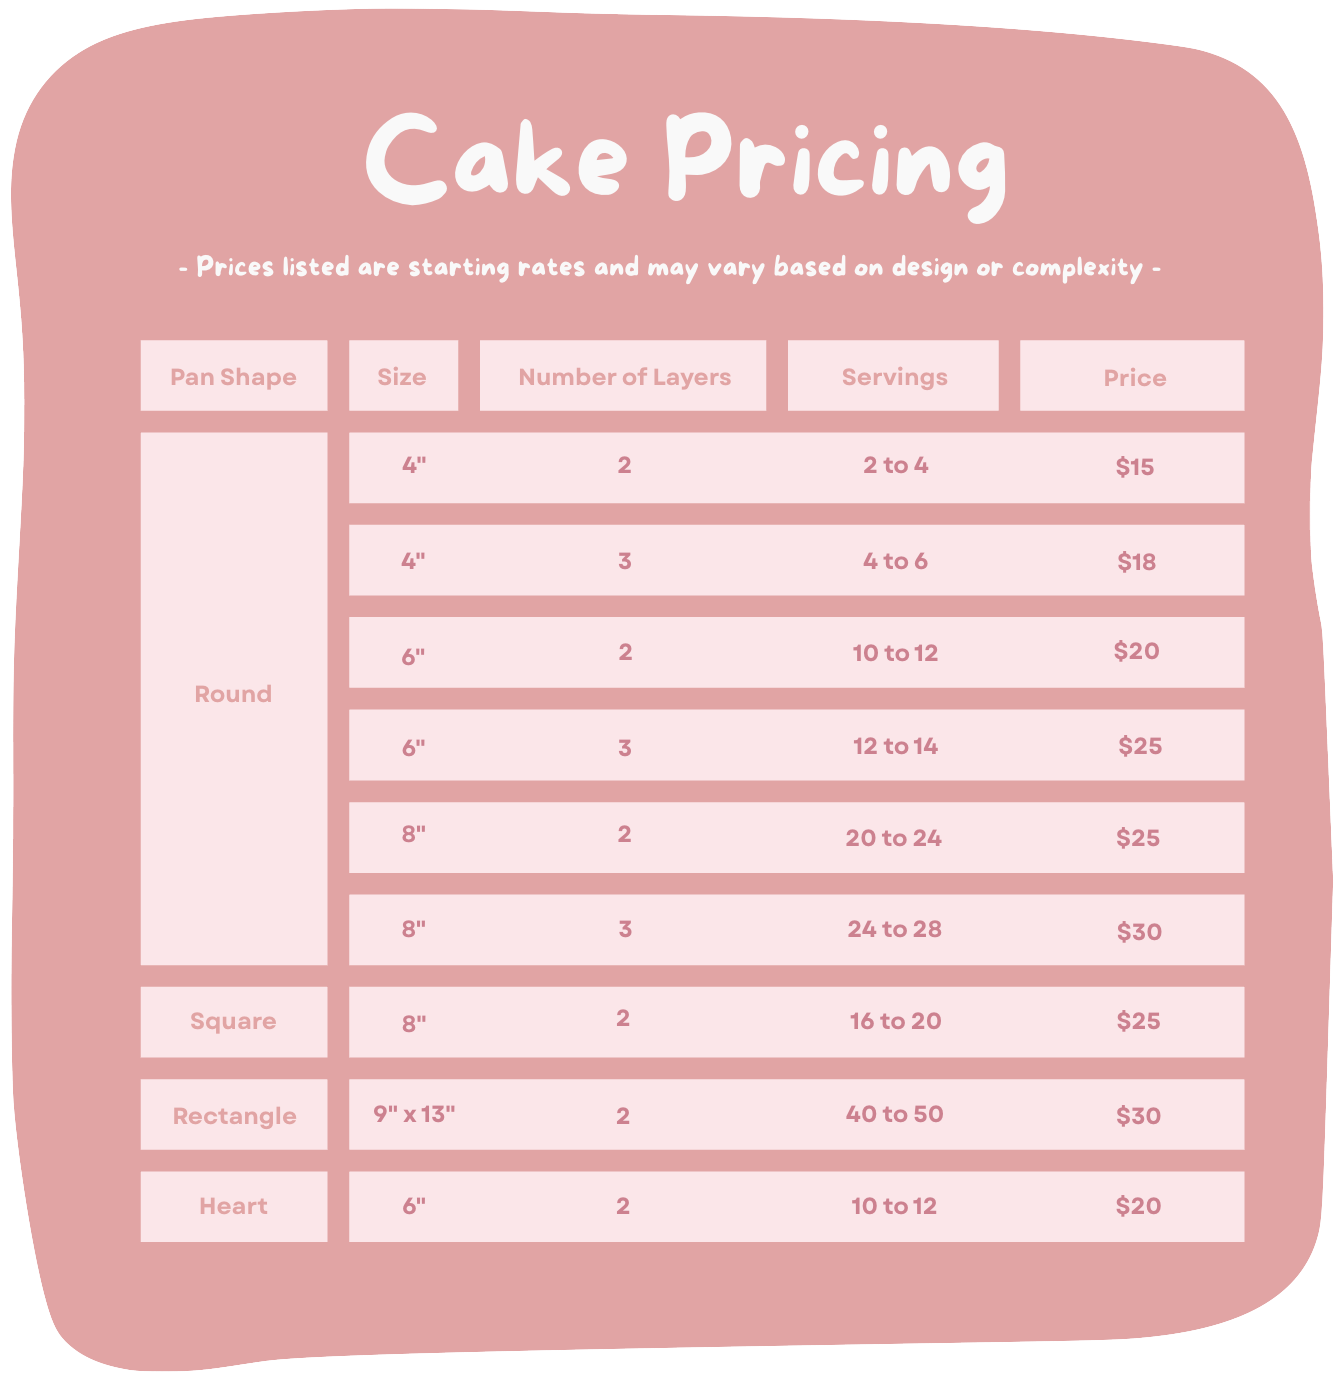 Cake Pricing
- Prices listed are starting rates and may vary based on design or complexity -
Pan Shape Size Number of Layers Servings Price
Round
4" 2 2 to 4 $15
4" 3 4 to 6 $18
6" 2 10 to 12 $20
6" 3 12 to 14 $25
8" 2 20 to 24 $25
8" 3 24 to 28 $30
Square 8" 2 16 to 20 $25
Rectangle 9" x 13" 2 40 to 50 $30
Heart 6" 2 10 to 12 $20